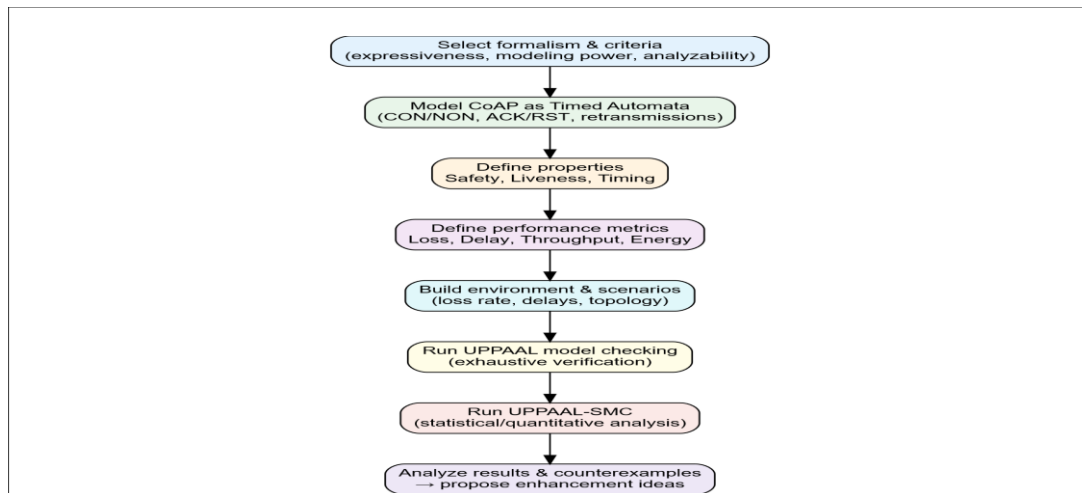 Select formalism & criteria
(expressiveness, modeling power, analyzability)
Model CoAP as Timed Automata
(CON/NON, ACK/RST, retransmissions)
Define properties
Safety, Liveness, Timing
Define performance metrics
Loss, Delay, Throughput, Energy
Build environment & scenarios
(loss rate, delays, topology)
Run UPPAAL model checking
(exhaustive verification)
Run UPPAAL-SMC
(statistical/quantitative analysis)
Analyze results & counterexamples
→ propose enhancement ideas